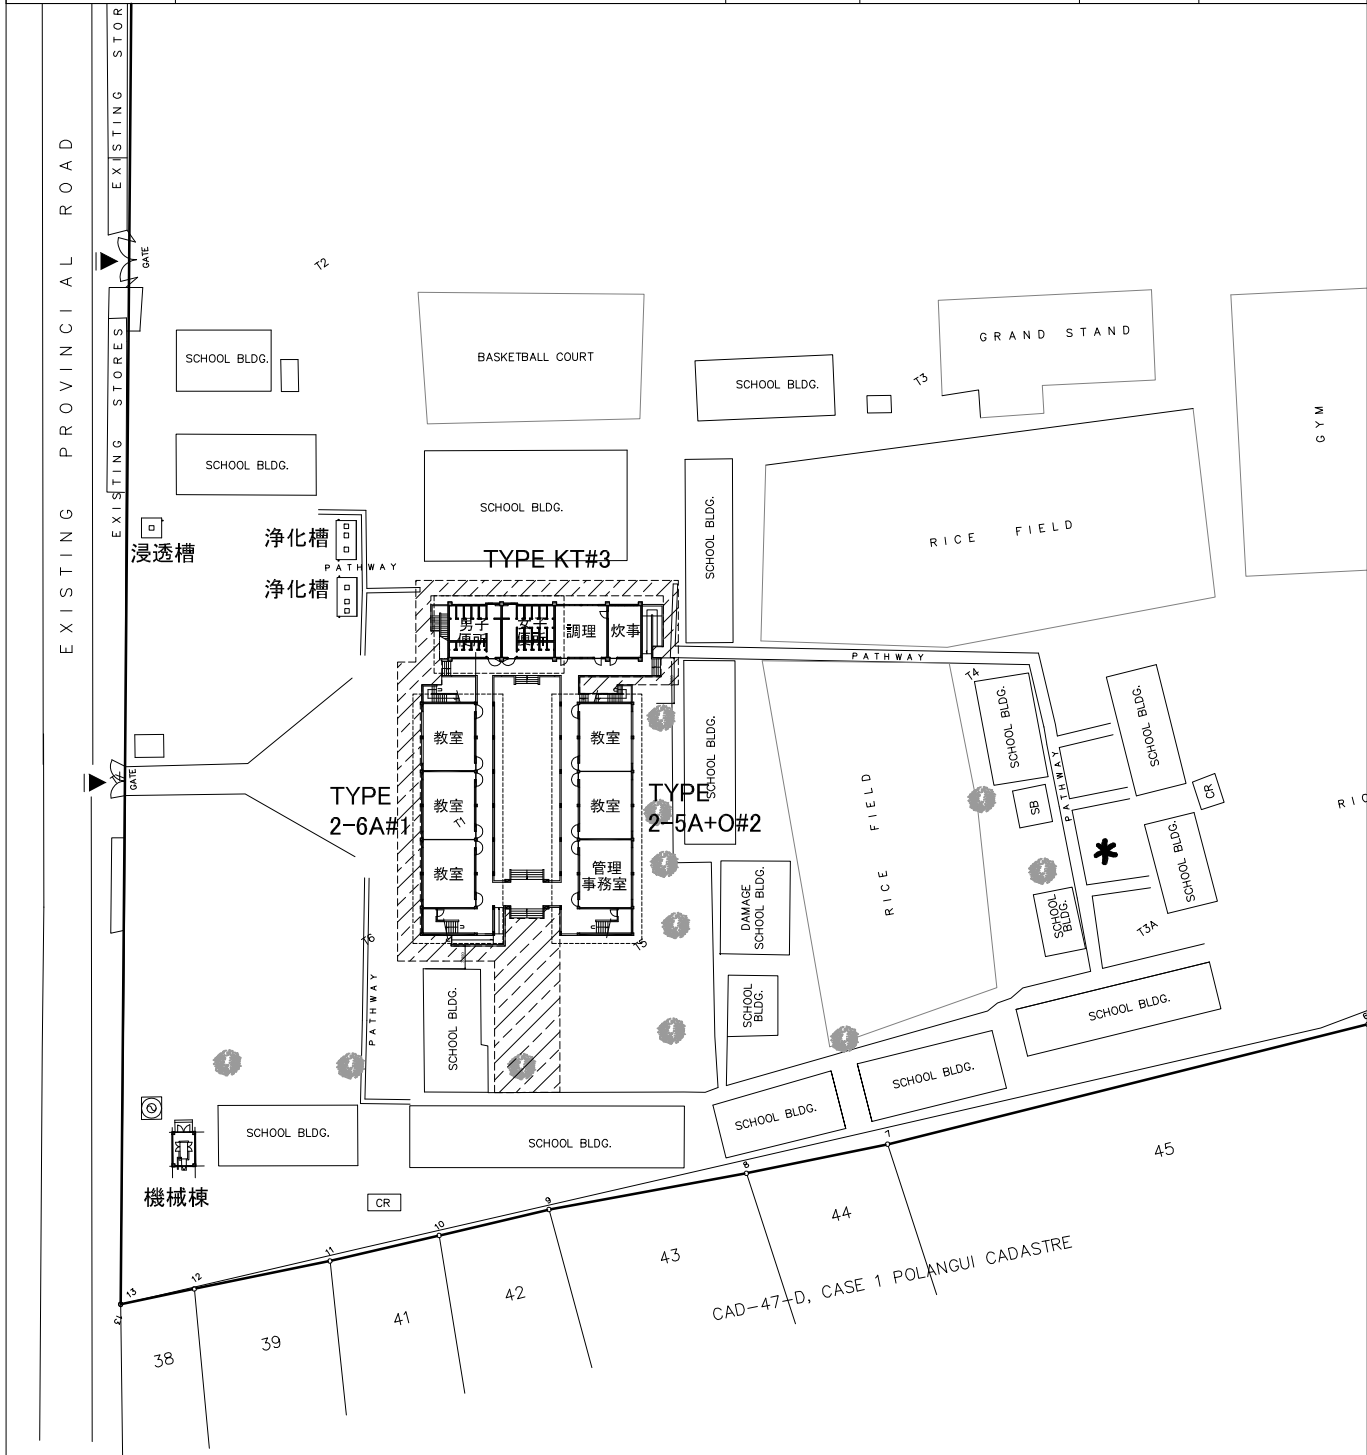 EXISTING STOR
EXISTING PROVINCIAL ROAD
GATE
T2
EXISTING STORES
SCHOOL BLDG.
BASKETBALL COURT
SCHOOL BLDG.
T3
GRAND STAND
GYM
SCHOOL BLDG.
SCHOOL BLDG.
SCHOOL BLDG.
RICE FIELD
EXISTING
浸透槽
浄化槽
PATHWAY
浄化槽
TYPE KT#3
男子
便所
女子
便所
調理
炊事
PATHWAY
T4
SCHOOL BLDG.
SCHOOL BLDG.
SCHOOL BLDG.
教室
教室
GATE
TYPE
2-6A#1
教室
T1
教室
TYPE
2-5A+O#2
RICE FIELD
SB
PATHWAY
CR
RIC
教室
管理
事務室
DAMAGE
SCHOOL BLDG.
SCHOOL
BLDG.
SCHOOL BLDG.
T3A
T6
T5
PATHWAY
SCHOOL BLDG.
SCHOOL
BLDG.
SCHOOL BLDG.
SCHOOL BLDG.
SCHOOL BLDG.
SCHOOL BLDG.
SCHOOL BLDG.
機械棟
CR
6
7
8
9
10
11
12
13
13
45
44
43
42
41
39
38
CAD-47-D, CASE 1 POLANGUI CADASTRE